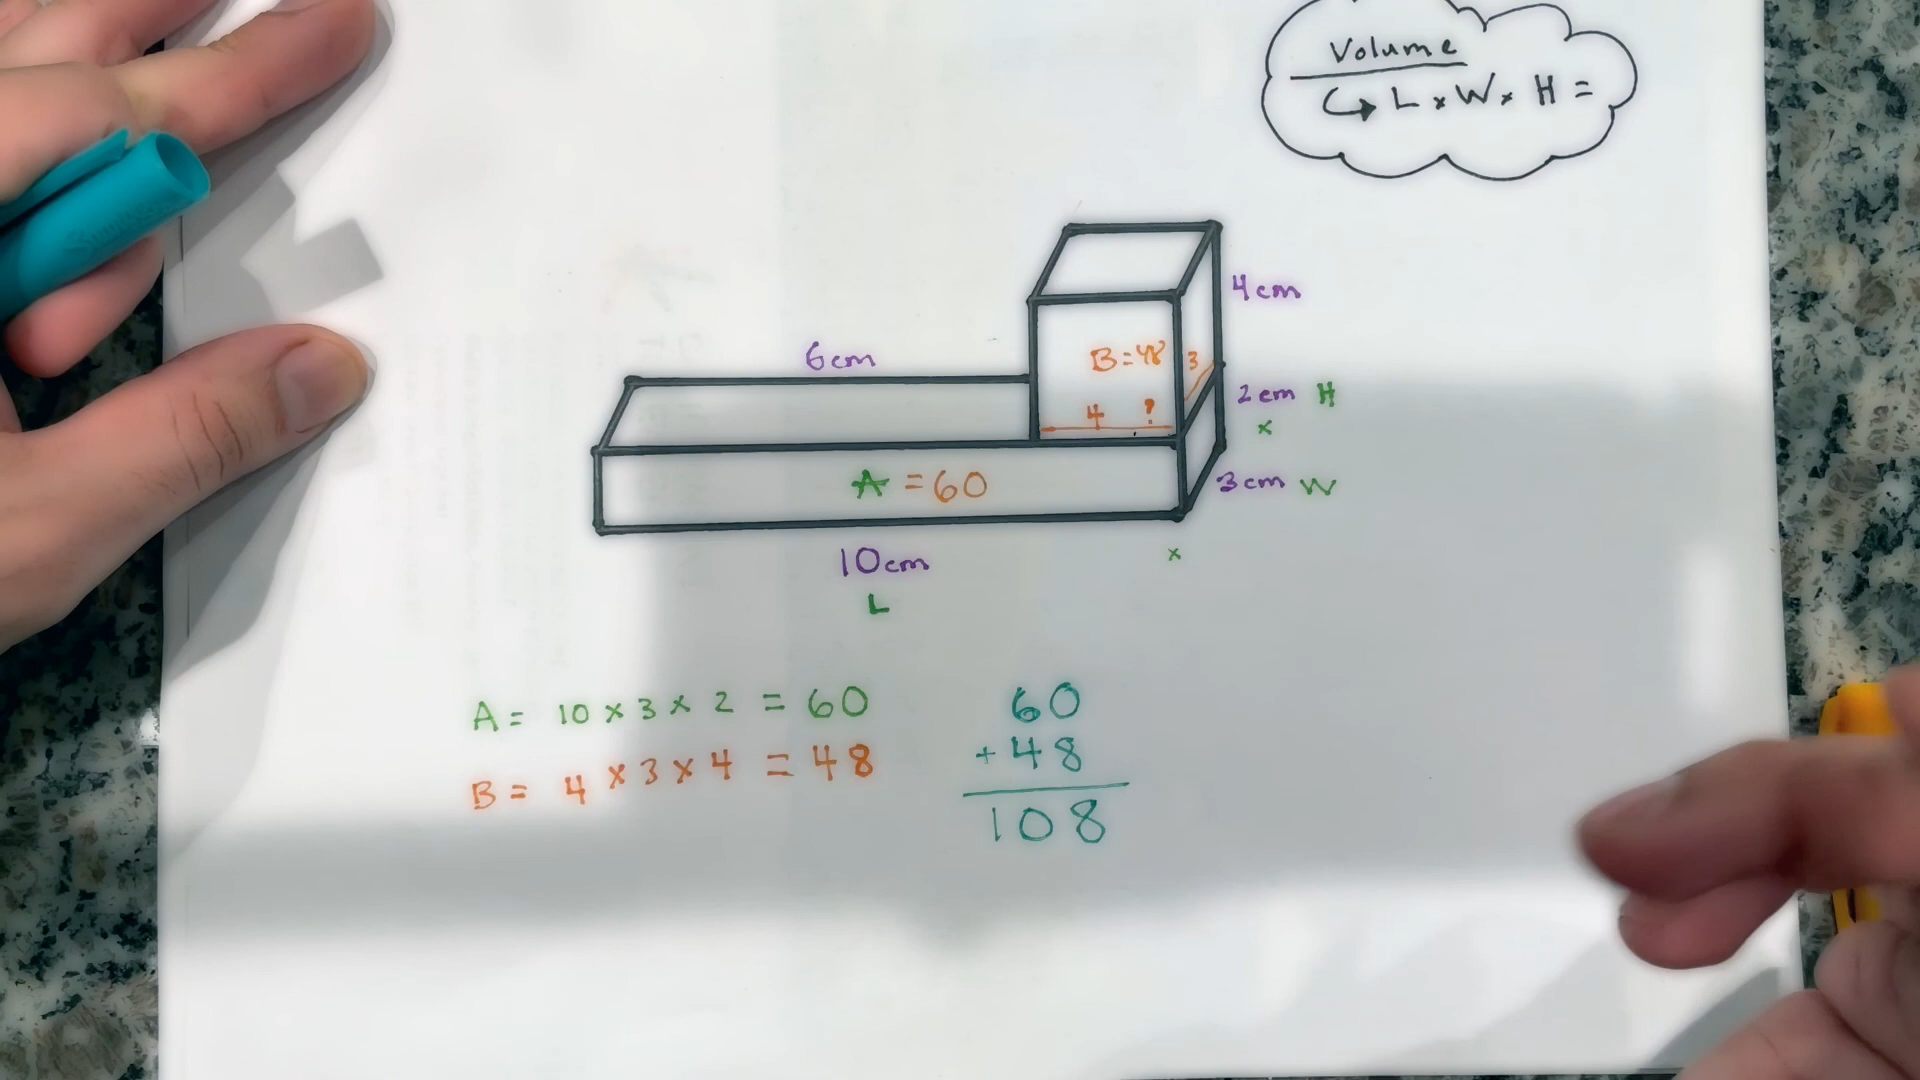 Volume
↪ L x W x H =
4cm
6cm
B=48
3
4 ?
2cm H
x
A = 60
3cm W
10cm
x
L
A = 10 x 3 x 2 = 60
B = 4 x 3 x 4 = 48
60
+ 48
108